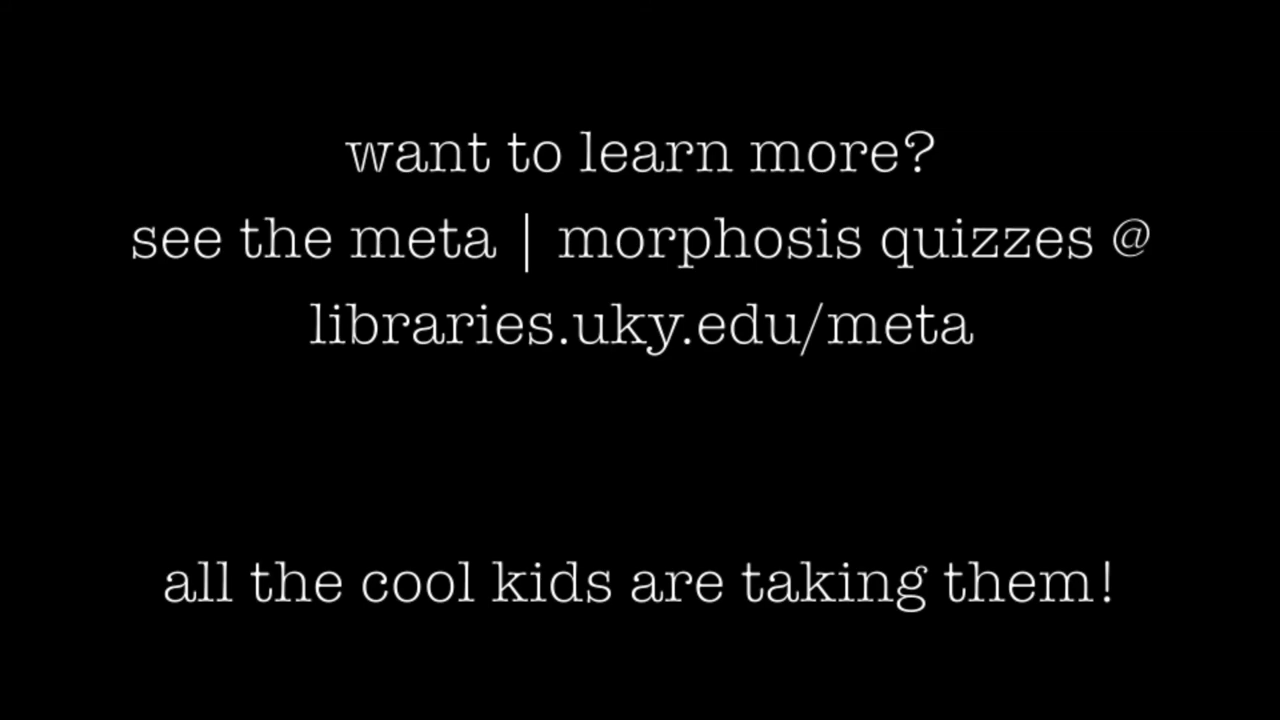 want to learn more?
see the meta | morphosis quizzes @
libraries.uky.edu/meta
all the cool kids are taking them!